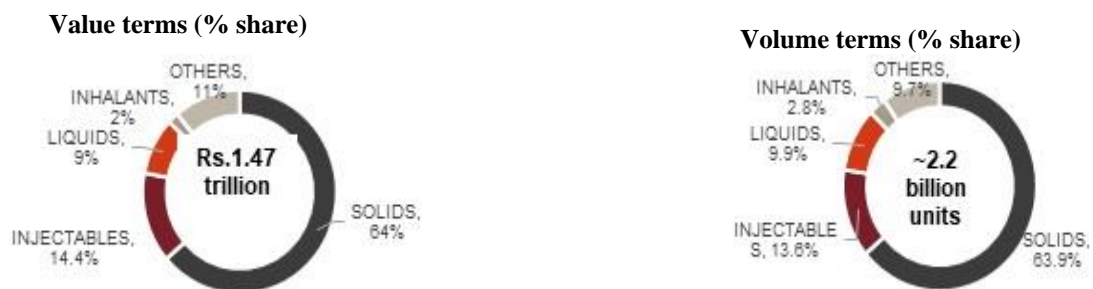 Value terms (% share)
OTHERS,
11%
INHALANTS,
2%
LIQUIDS,
9%
Rs.1.47
trillion
SOLIDS,
64%
INJECTABLES,
14.4%
Volume terms (% share)
OTHERS,
9.7%
INHALANTS,
2.8%
LIQUIDS,
9.9%
~2.2
billion
units
INJECTABLE
S, 13.6%
SOLIDS,
63.9%